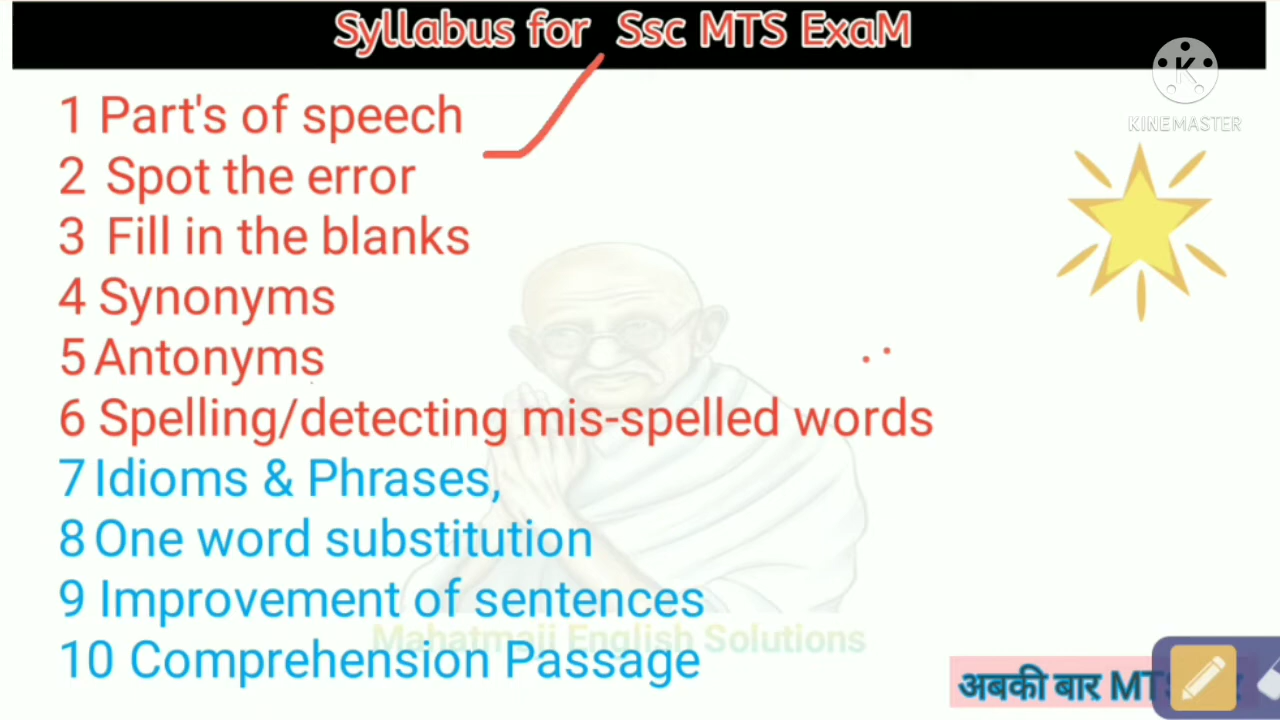 Syllabus for Ssc MTS ExaM
K
KINEMASTER
1 Part's of speech
2 Spot the error
3 Fill in the blanks
4 Synonyms
5 Antonyms
6 Spelling/detecting mis-spelled words
7 Idioms & Phrases,
8 One word substitution
9 Improvement of sentences
Mahatmaji English Solutions
10 Comprehension Passage
अबकी बार MTS